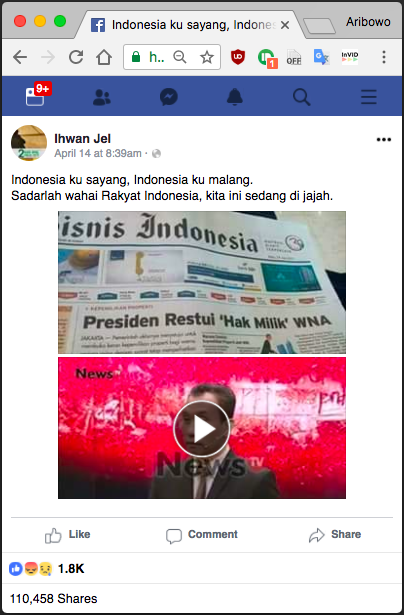 Indonesia ku sayang, Indones
Aribowo
h..
OFF
InVID
1
9+
Ihwan Jel
April 14 at 8:39am
Indonesia ku sayang, Indonesia ku malang.
Sadarlah wahai Rakyat Indonesia, kita ini sedang di jajah.
isnis Indonesia
Presiden Restui 'Hak Milik' WNA
News
News TV
Like
Comment
Share
1.8K
110,458 Shares